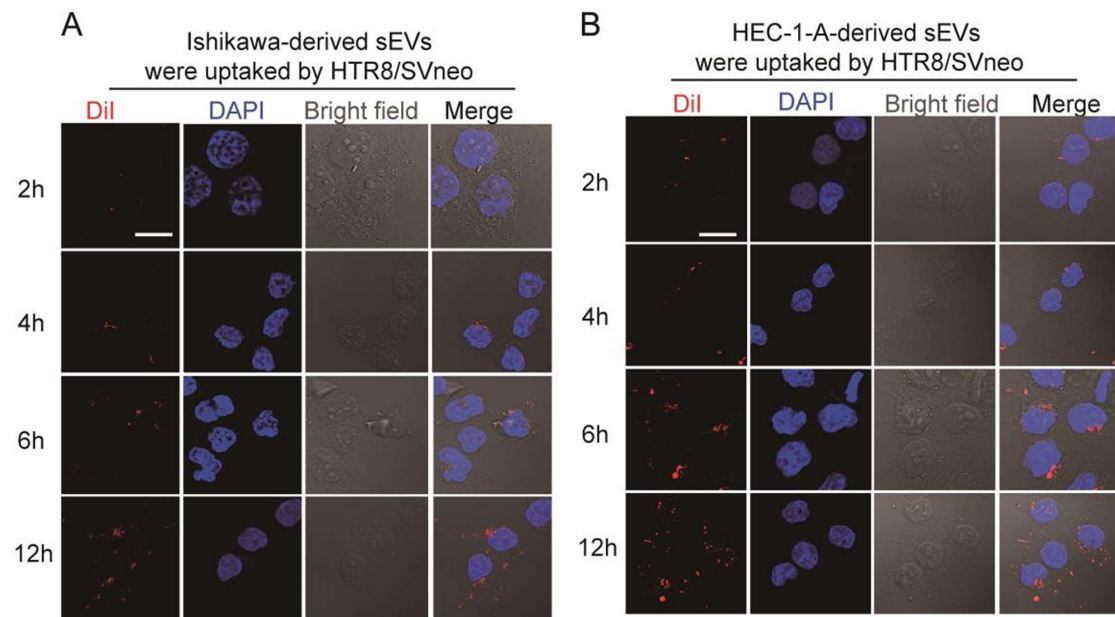 A
Ishikawa-derived sEVs
were uptaked by HTR8/SVneo
DiI DAPI Bright field Merge
2h
4h
6h
12h
B
HEC-1-A-derived sEVs
were uptaked by HTR8/SVneo
DiI DAPI Bright field Merge
2h
4h
6h
12h